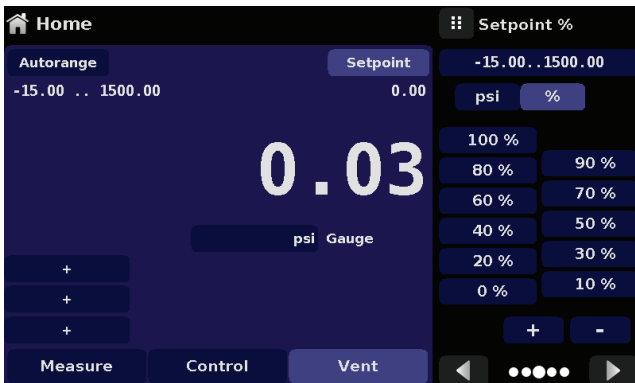 Home
Autorange
Setpoint
-15.00 .. 1500.00
0.00
0.03
psi Gauge
+
+
+
Measure
Control
Vent
Setpoint %
-15.00..1500.00
psi
%
100 %
90 %
80 %
70 %
60 %
50 %
40 %
30 %
20 %
10 %
0 %
+
-